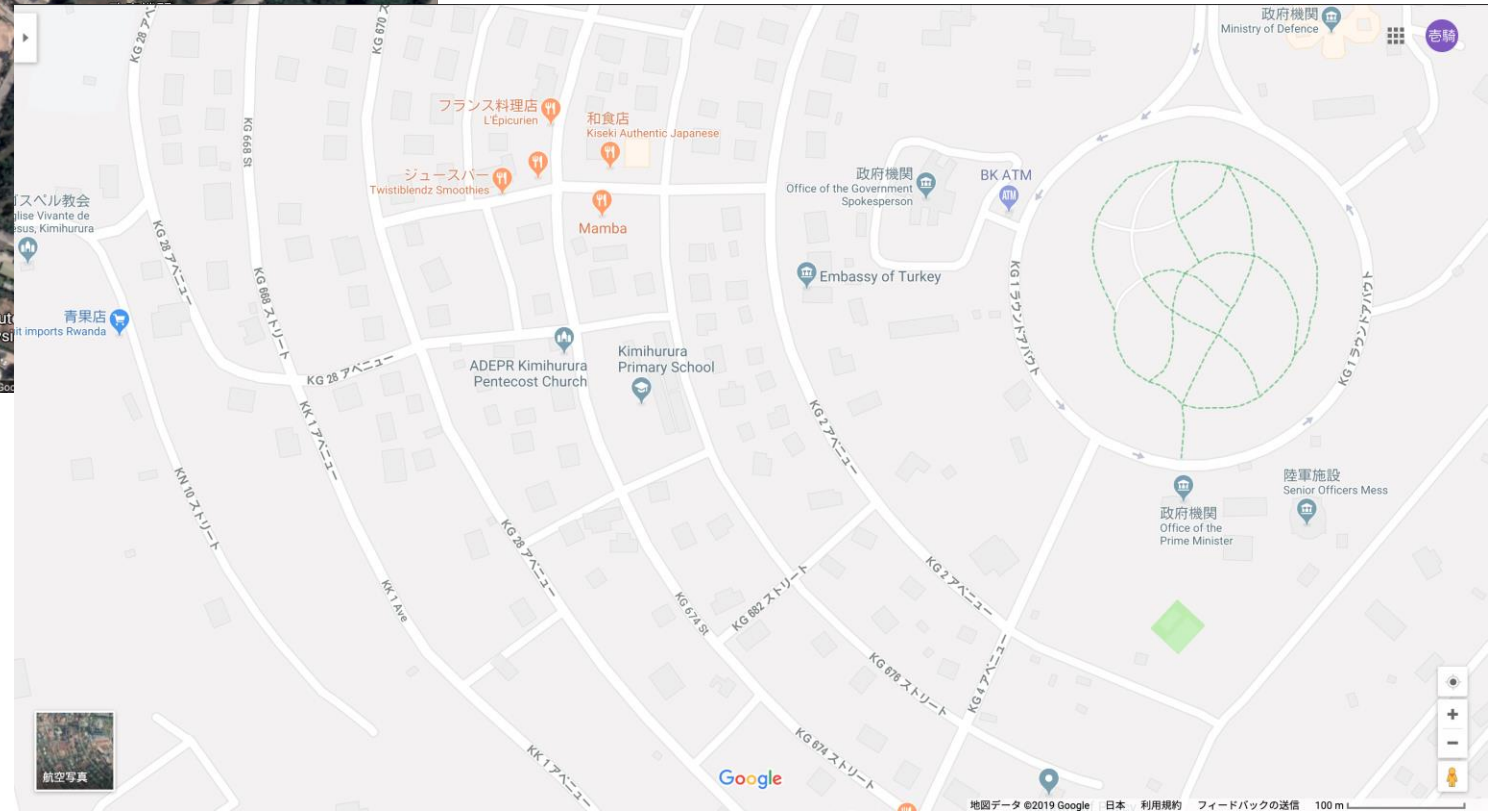 政府機関
Ministry of Defence
壱騎
KG 28 アベニュー
KG 670 ス
フランス料理店
L'Épicurien
和食店
Kiseki Authentic Japanese
KG 668 St
ジュースバー
Twistiblendz Smoothies
政府機関
Office of the Government
Spokesperson
BK ATM
ATM
ゴスペル教会
glise Vivante de
esus, Kimihurura
Mamba
KG 28 アベニュー
KG 668 ストリート
Embassy of Turkey
KG 1 ラウンドアバウト
KG 1 ラウンドアバウト
青果店
it imports Rwanda
ADEPR Kimihurura
Pentecost Church
Kimihurura
Primary School
KG 28 アベニュー
KK 1 アベニュー
KG 2 アベニュー
KN 10 ストリート
陸軍施設
Senior Officers Mess
政府機関
Office of the
Prime Minister
KG 28 アベニュー
KG 2 アベニュー
KK 1 Ave
KG 674 St
KG 682 ストリート
KG 676 ストリート
KG 4 アベニュー
KG 674 ストリート
KK 1 アベニュー
航空写真
Google
地図データ ©2019 Google 日本 利用規約 フィードバックの送信 100 m